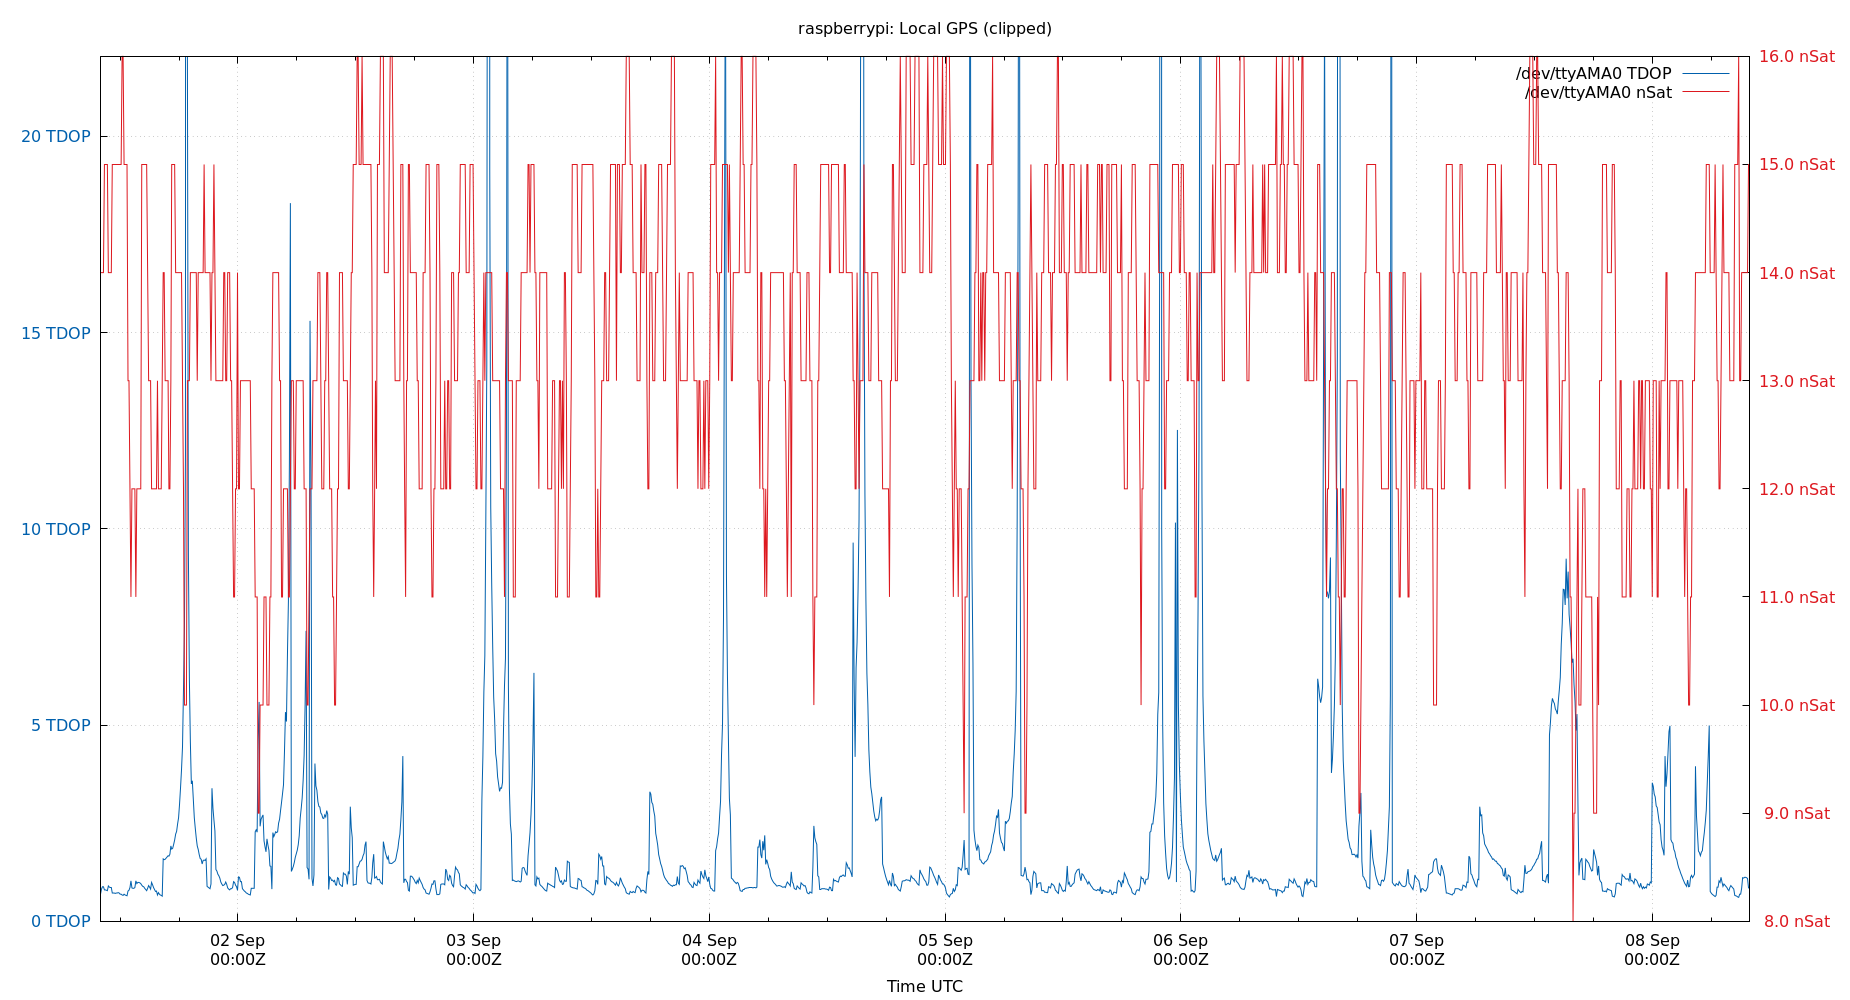 raspberrypi: Local GPS (clipped)
16.0 nSat
/dev/ttyAMA0 TDOP
/dev/ttyAMA0 nSat
20 TDOP
15.0 nSat
14.0 nSat
15 TDOP
13.0 nSat
12.0 nSat
10 TDOP
11.0 nSat
10.0 nSat
5 TDOP
9.0 nSat
0 TDOP
8.0 nSat
02 Sep
00:00Z
03 Sep
00:00Z
04 Sep
00:00Z
05 Sep
00:00Z
06 Sep
00:00Z
07 Sep
00:00Z
08 Sep
00:00Z
Time UTC